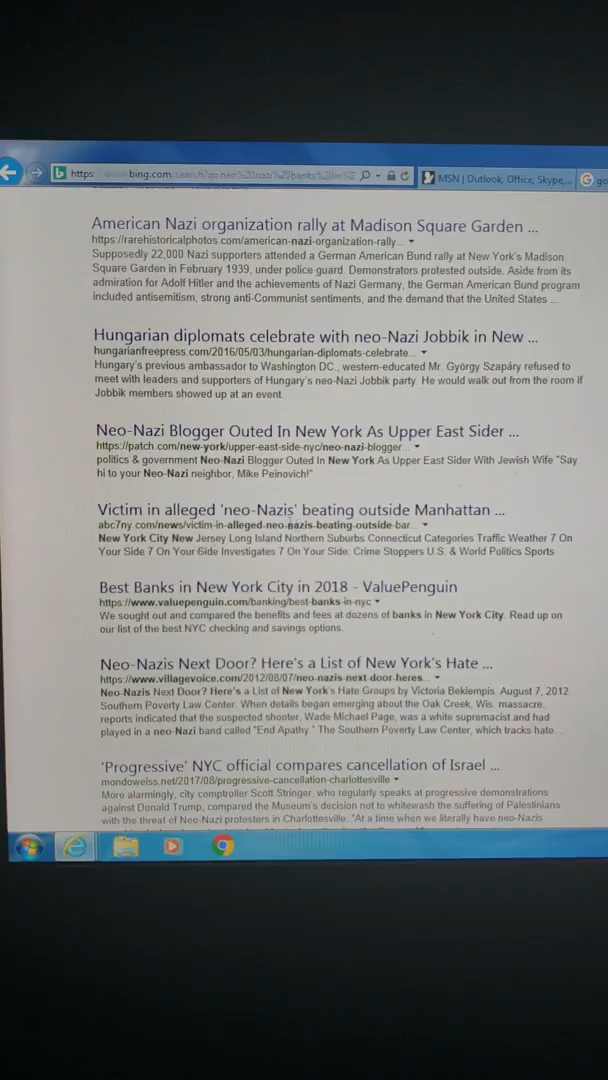 https://www.bing.com/search?q=neo%20nazi%20banks%20in%2
MSN | Outlook, Office, Skype,...
go
American Nazi organization rally at Madison Square Garden ...
https://rarehistoricalphotos.com/american-nazi-organization-rally...
Supposedly 22,000 Nazi supporters attended a German American Bund rally at New York's Madison
Square Garden in February 1939, under police guard. Demonstrators protested outside. Aside from its
admiration for Adolf Hitler and the achievements of Nazi Germany, the German American Bund program
included antisemitism, strong anti-Communist sentiments, and the demand that the United States ...
Hungarian diplomats celebrate with neo-Nazi Jobbik in New ...
hungarianfreepress.com/2016/05/03/hungarian-diplomats-celebrate...
Hungary's previous ambassador to Washington DC., western-educated Mr. György Szapáry refused to
meet with leaders and supporters of Hungary's neo-Nazi Jobbik party. He would walk out from the room if
Jobbik members showed up at an event.
Neo-Nazi Blogger Outed In New York As Upper East Sider ...
https://patch.com/new-york/upper-east-side-nyc/neo-nazi-blogger...
politics & government Neo-Nazi Blogger Outed In New York As Upper East Sider With Jewish Wife "Say
hi to your Neo-Nazi neighbor, Mike Peinovich!"
Victim in alleged 'neo-Nazis' beating outside Manhattan ...
abc7ny.com/news/victim-in-alleged-neo-nazis-beating-outside-bar...
New York City New Jersey Long Island Northern Suburbs Connecticut Categories Traffic Weather 7 On
Your Side 7 On Your Side Investigates 7 On Your Side: Crime Stoppers U.S. & World Politics Sports
Best Banks in New York City in 2018 - ValuePenguin
https://www.valuepenguin.com/banking/best-banks-in-nyc
We sought out and compared the benefits and fees at dozens of banks in New York City. Read up on
our list of the best NYC checking and savings options.
Neo-Nazis Next Door? Here's a List of New York's Hate ...
https://www.villagevoice.com/2012/08/07/neo-nazis-next-door-heres...
Neo-Nazis Next Door? Here's a List of New York's Hate Groups by Victoria Bekiempis. August 7, 2012.
Southern Poverty Law Center. When details began emerging about the Oak Creek, Wis. massacre,
reports indicated that the suspected shooter, Wade Michael Page, was a white supremacist and had
played in a neo-Nazi band called "End Apathy." The Southern Poverty Law Center, which tracks hate ...
'Progressive' NYC official compares cancellation of Israel ...
mondoweiss.net/2017/08/progressive-cancellation-charlottesville
More alarmingly, city comptroller Scott Stringer, who regularly speaks at progressive demonstrations
against Donald Trump, compared the Museum's decision not to whitewash the suffering of Palestinians
with the threat of Neo-Nazi protesters in Charlottesville: "At a time when we literally have neo-Nazis